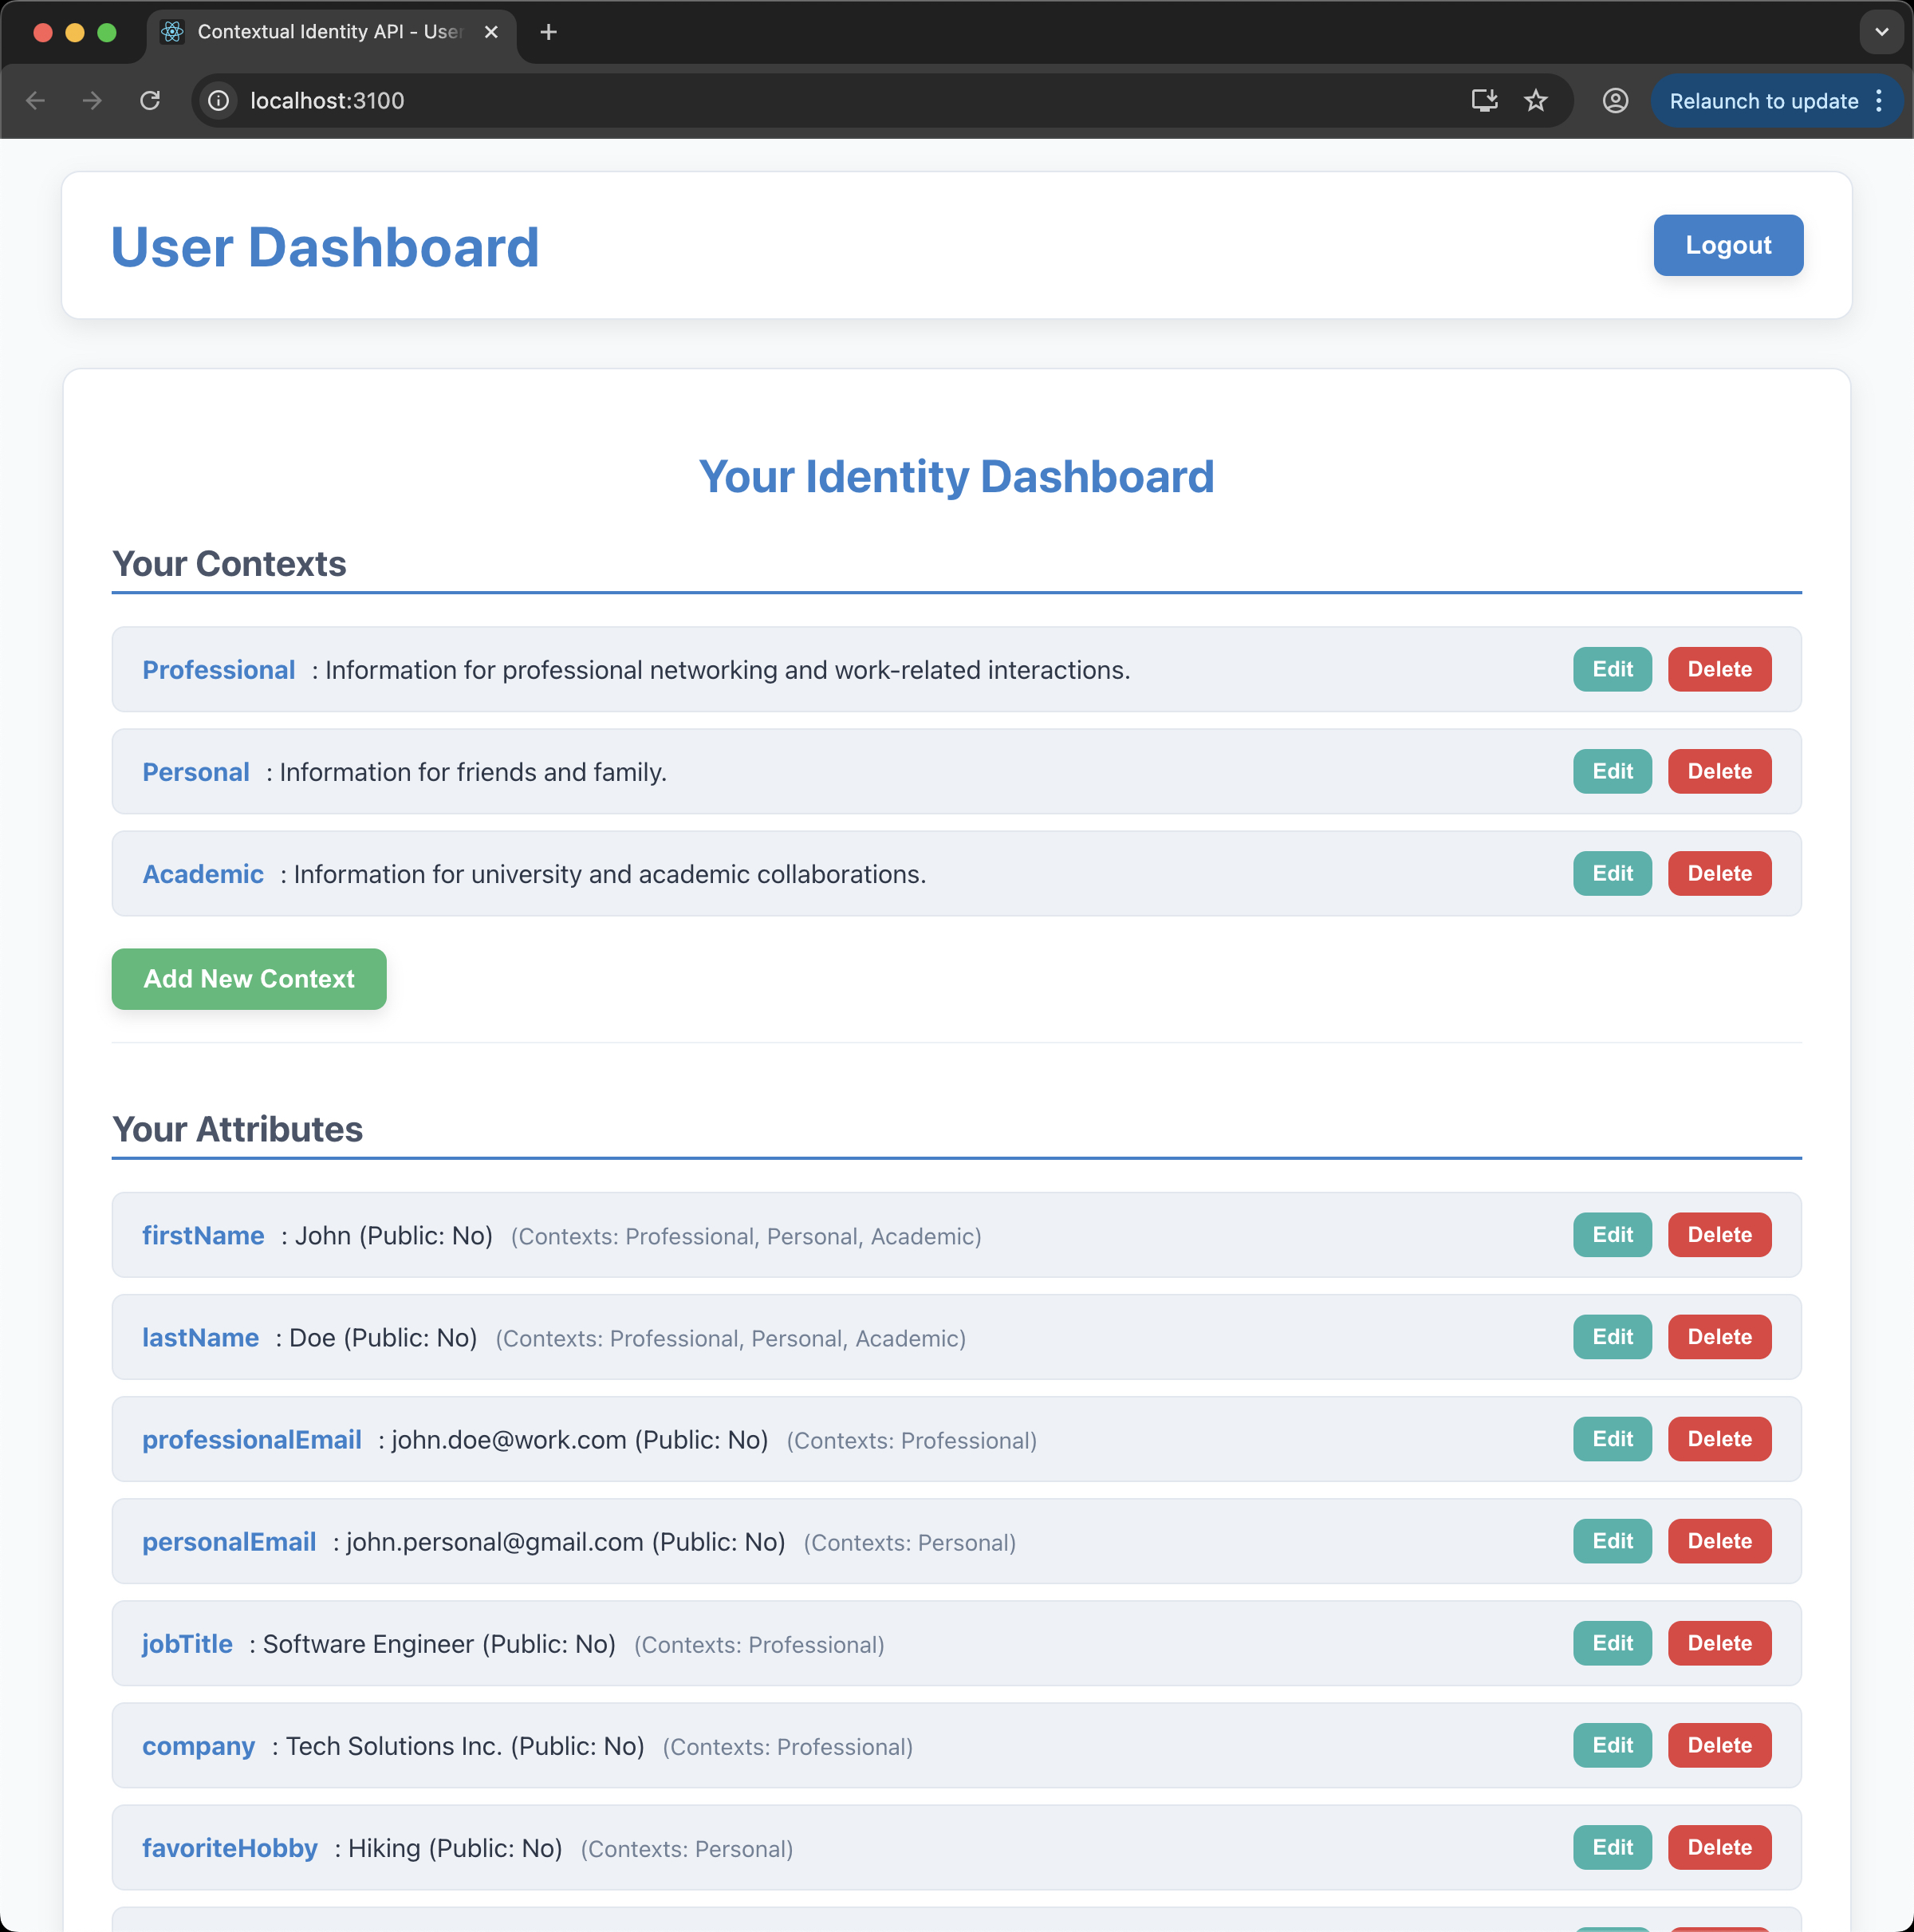 Contextual Identity API - User
localhost:3100
Relaunch to update
User Dashboard
Logout
Your Identity Dashboard
Your Contexts
Professional : Information for professional networking and work-related interactions. Edit Delete
Personal : Information for friends and family. Edit Delete
Academic : Information for university and academic collaborations. Edit Delete
Add New Context
Your Attributes
firstName : John (Public: No) (Contexts: Professional, Personal, Academic) Edit Delete
lastName : Doe (Public: No) (Contexts: Professional, Personal, Academic) Edit Delete
professionalEmail : john.doe@work.com (Public: No) (Contexts: Professional) Edit Delete
personalEmail : john.personal@gmail.com (Public: No) (Contexts: Personal) Edit Delete
jobTitle : Software Engineer (Public: No) (Contexts: Professional) Edit Delete
company : Tech Solutions Inc. (Public: No) (Contexts: Professional) Edit Delete
favoriteHobby : Hiking (Public: No) (Contexts: Personal) Edit Delete